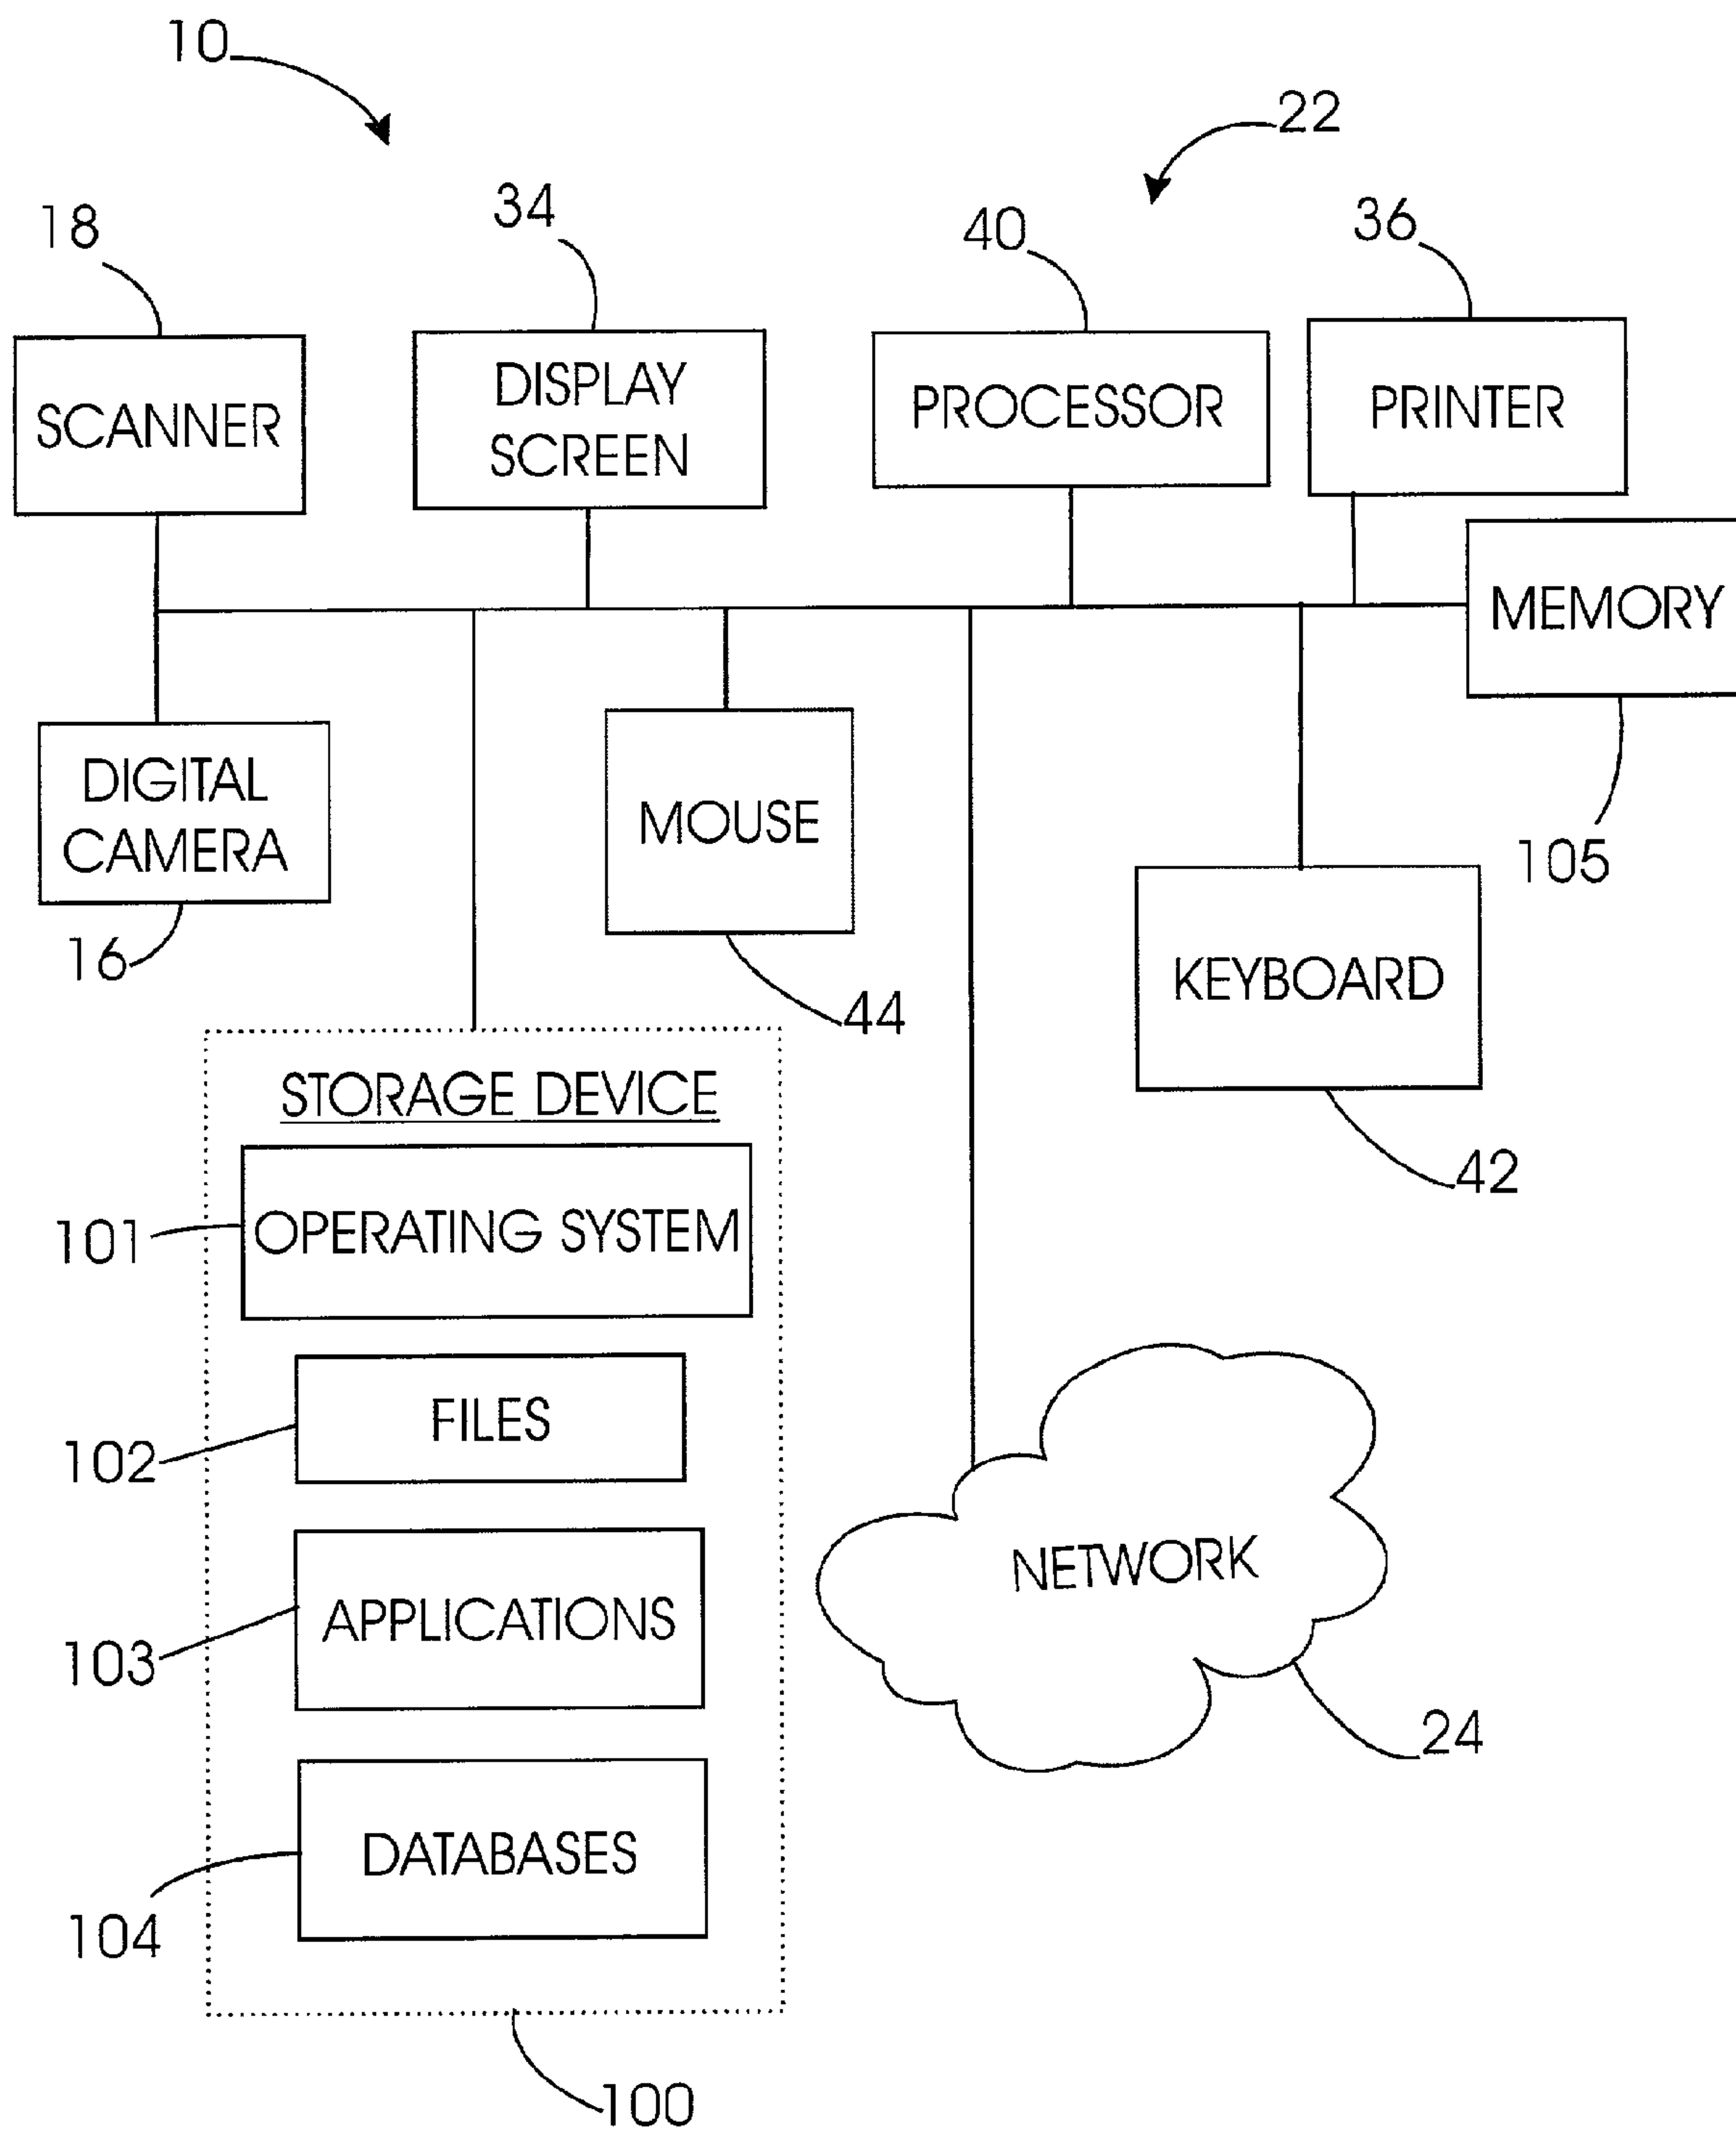 10
22
18
34
40
36
SCANNER
DISPLAY
SCREEN
PROCESSOR
PRINTER
MEMORY
DIGITAL
CAMERA
MOUSE
105
16
44
KEYBOARD
STORAGE DEVICE
42
101
OPERATING SYSTEM
FILES
102
NETWORK
APPLICATIONS
103
24
DATABASES
104
100